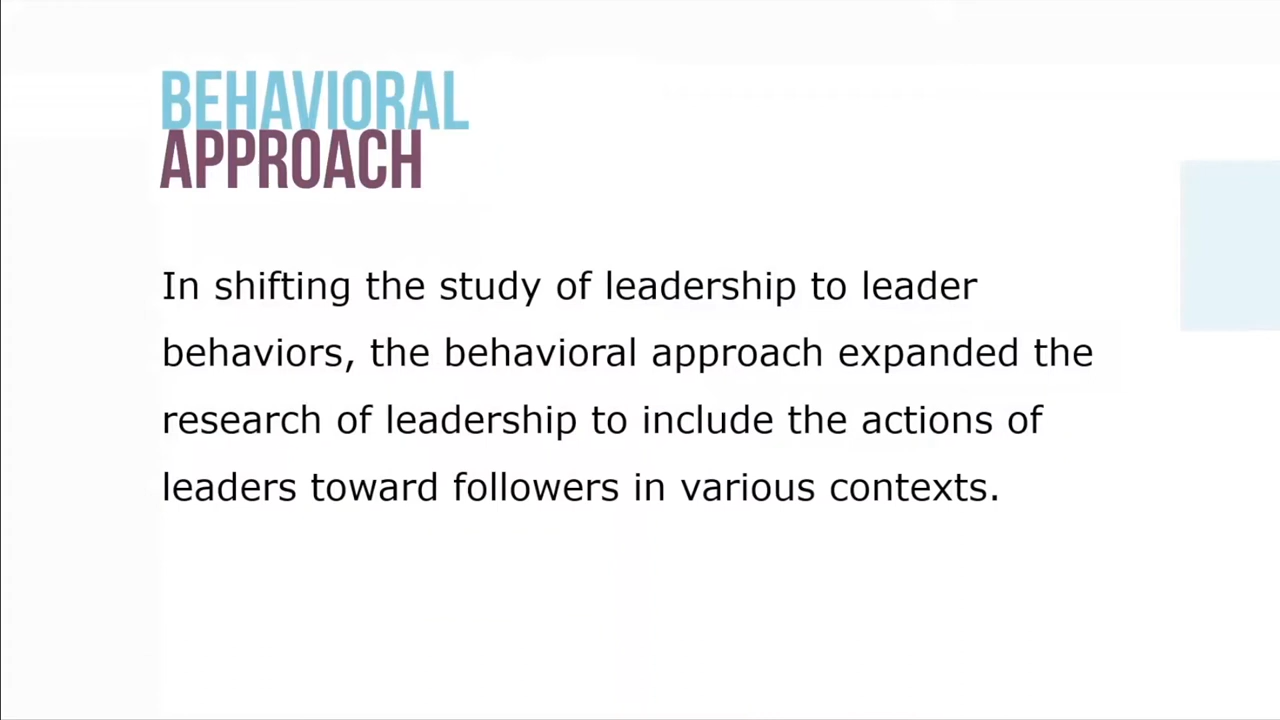 BEHAVIORAL
APPROACH
In shifting the study of leadership to leader
behaviors, the behavioral approach expanded the
research of leadership to include the actions of
leaders toward followers in various contexts.